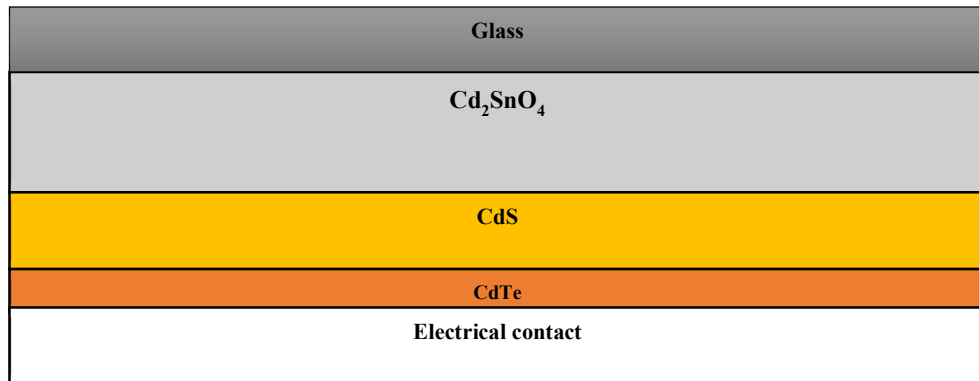 Glass
Cd₂SnO₄
CdS
CdTe
Electrical contact